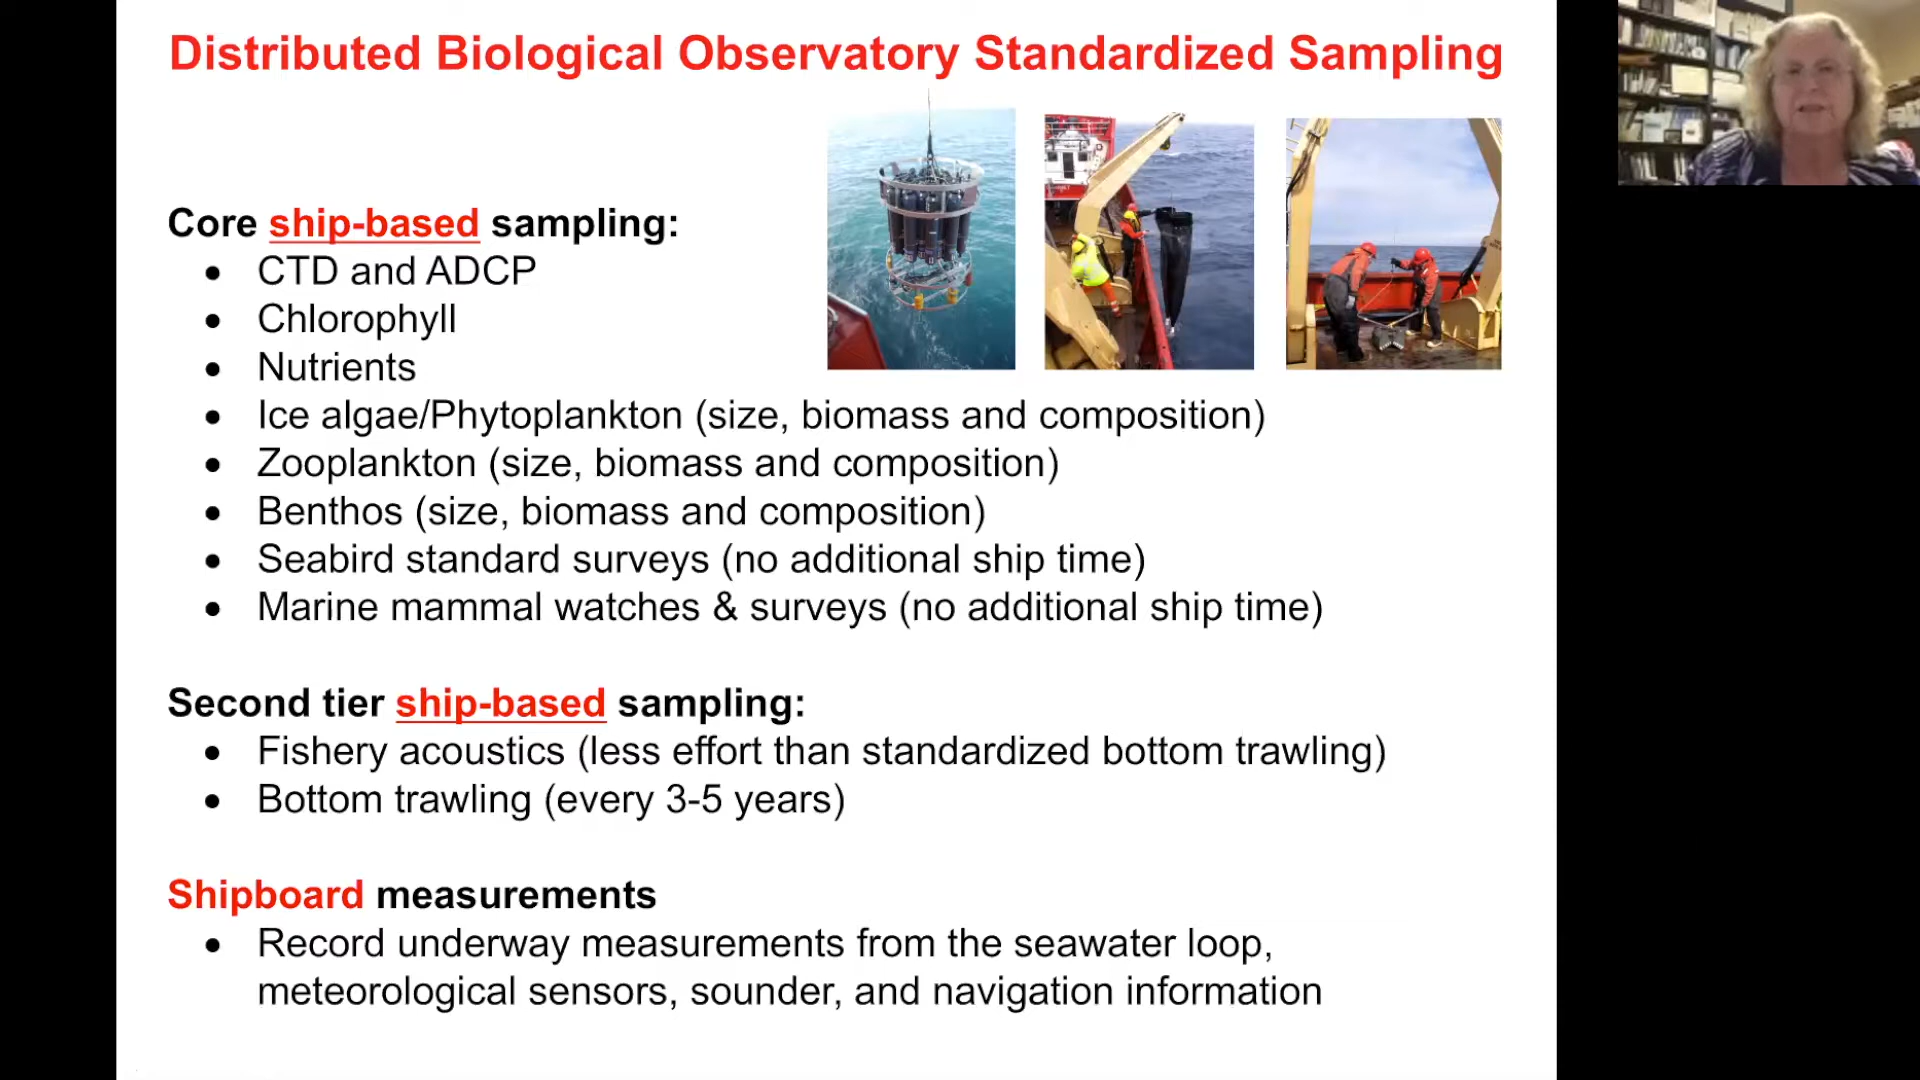 Distributed Biological Observatory Standardized Sampling
Core ship-based sampling:
• CTD and ADCP
• Chlorophyll
• Nutrients
• Ice algae/Phytoplankton (size, biomass and composition)
• Zooplankton (size, biomass and composition)
• Benthos (size, biomass and composition)
• Seabird standard surveys (no additional ship time)
• Marine mammal watches & surveys (no additional ship time)
Second tier ship-based sampling:
• Fishery acoustics (less effort than standardized bottom trawling)
• Bottom trawling (every 3-5 years)
Shipboard measurements
• Record underway measurements from the seawater loop,
meteorological sensors, sounder, and navigation information